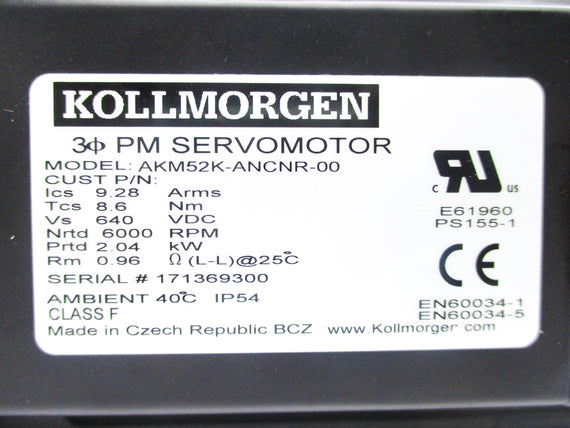 KOLLMORGEN
3ϕ PM SERVOMOTOR
MODEL: AKM52K-ANCNR-00
CUST P/N:
Ics 9.28 Arms
Tcs 8.6 Nm
Vs 640 VDC
Nrtd 6000 RPM
Prtd 2.04 kW
Rm 0.96 Ω (L-L)@25°C
SERIAL # 171369300
AMBIENT 40°C IP54
CLASS F
Made in Czech Republic BCZ www.Kollmorgen.com
c RU us
E61960
PS155-1
CE
EN60034-1
EN60034-5